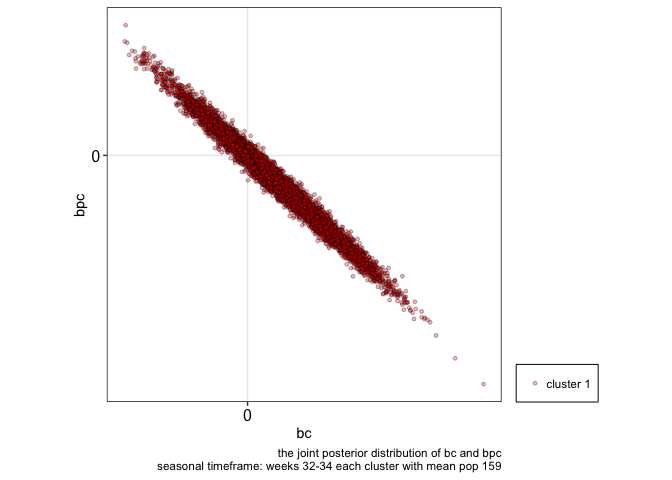 0
bpc
0
bc
cluster 1
the joint posterior distribution of bc and bpc
seasonal timeframe: weeks 32-34 each cluster with mean pop 159